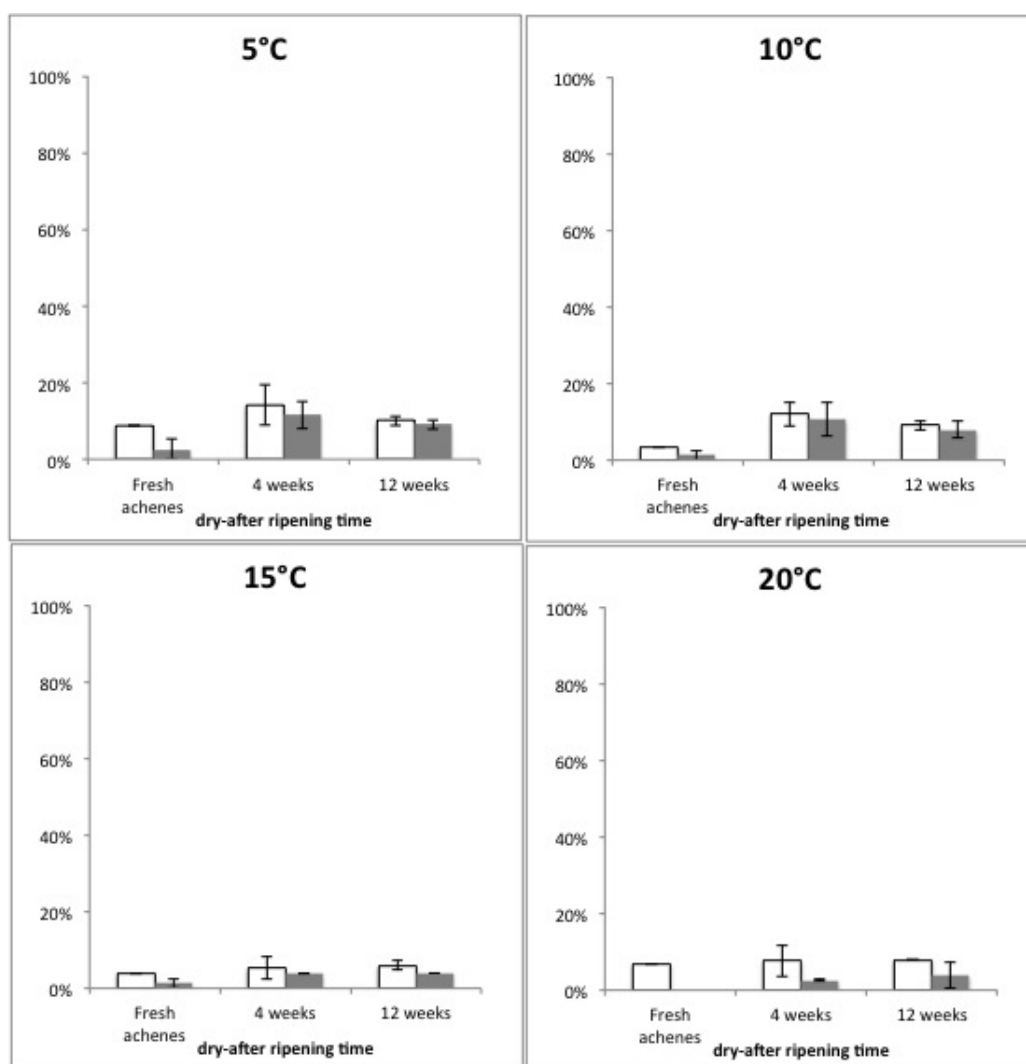 5°C
100%
80%
60%
40%
20%
0%
Fresh achenes
4 weeks
12 weeks
dry-after ripening time
10°C
100%
80%
60%
40%
20%
0%
Fresh achenes
4 weeks
12 weeks
dry-after ripening time
15°C
100%
80%
60%
40%
20%
0%
Fresh achenes
4 weeks
12 weeks
dry-after ripening time
20°C
100%
80%
60%
40%
20%
0%
Fresh achenes
4 weeks
12 weeks
dry-after ripening time